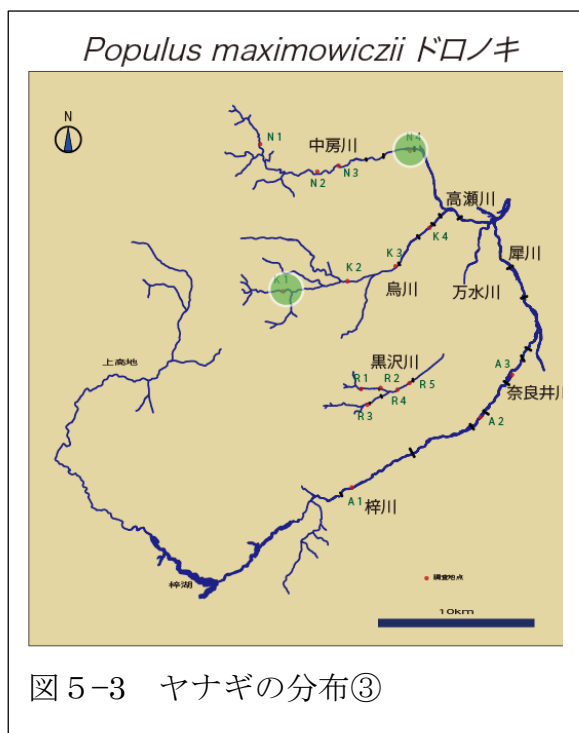 Populus maximowiczii ドロノキ
N
N1
中房川
N4
N2
N3
高瀬川
K4
K3
犀川
K2
K1
烏川
万水川
上高地
黒沢川
A3
R1
R2
R5
奈良井川
R4
R3
A2
A1
梓川
調査地点
梓湖
10km
図5-3 ヤナギの分布③